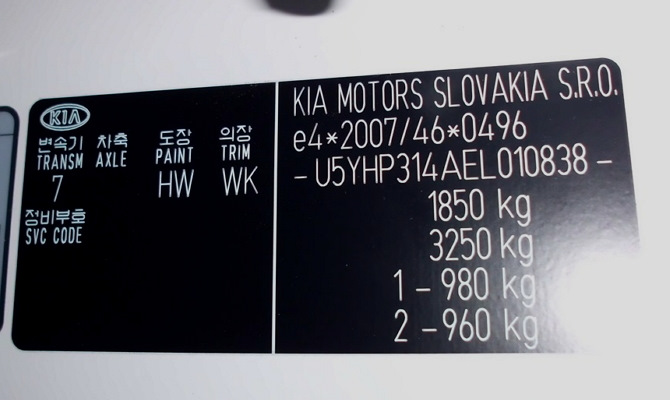 KIA
변속기 차축 도장 의장
TRANSM AXLE PAINT TRIM
7 HW WK
정비부호
SVC CODE
KIA MOTORS SLOVAKIA S.R.O.
e4*2007/46*0496
– U5YHP314AEL010838 –
1850 kg
3250 kg
1 – 980 kg
2 – 960 kg